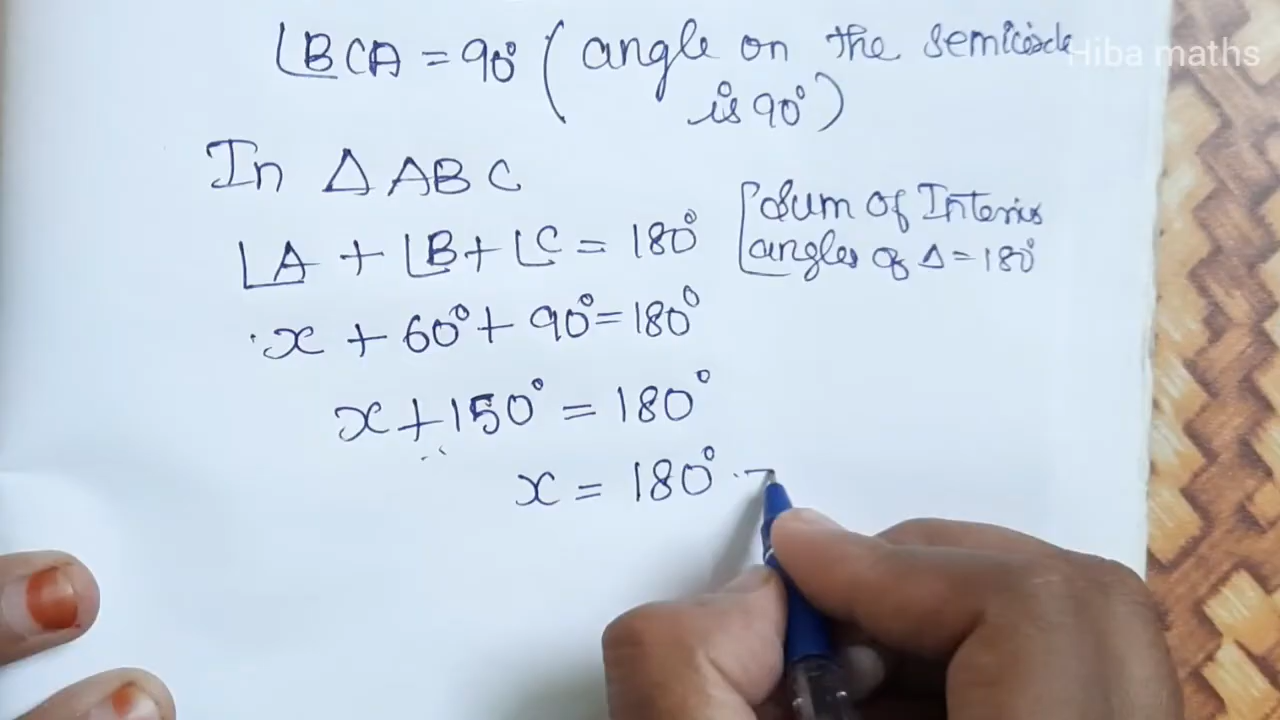 ∠BCA = 90° ( angle on the semicircle
is 90° )
Hiba maths
In Δ ABC
∠A + ∠B + ∠C = 180° [ Sum of Interior
angles of Δ = 180°
x + 60° + 90° = 180°
x + 150° = 180°
x = 180° -